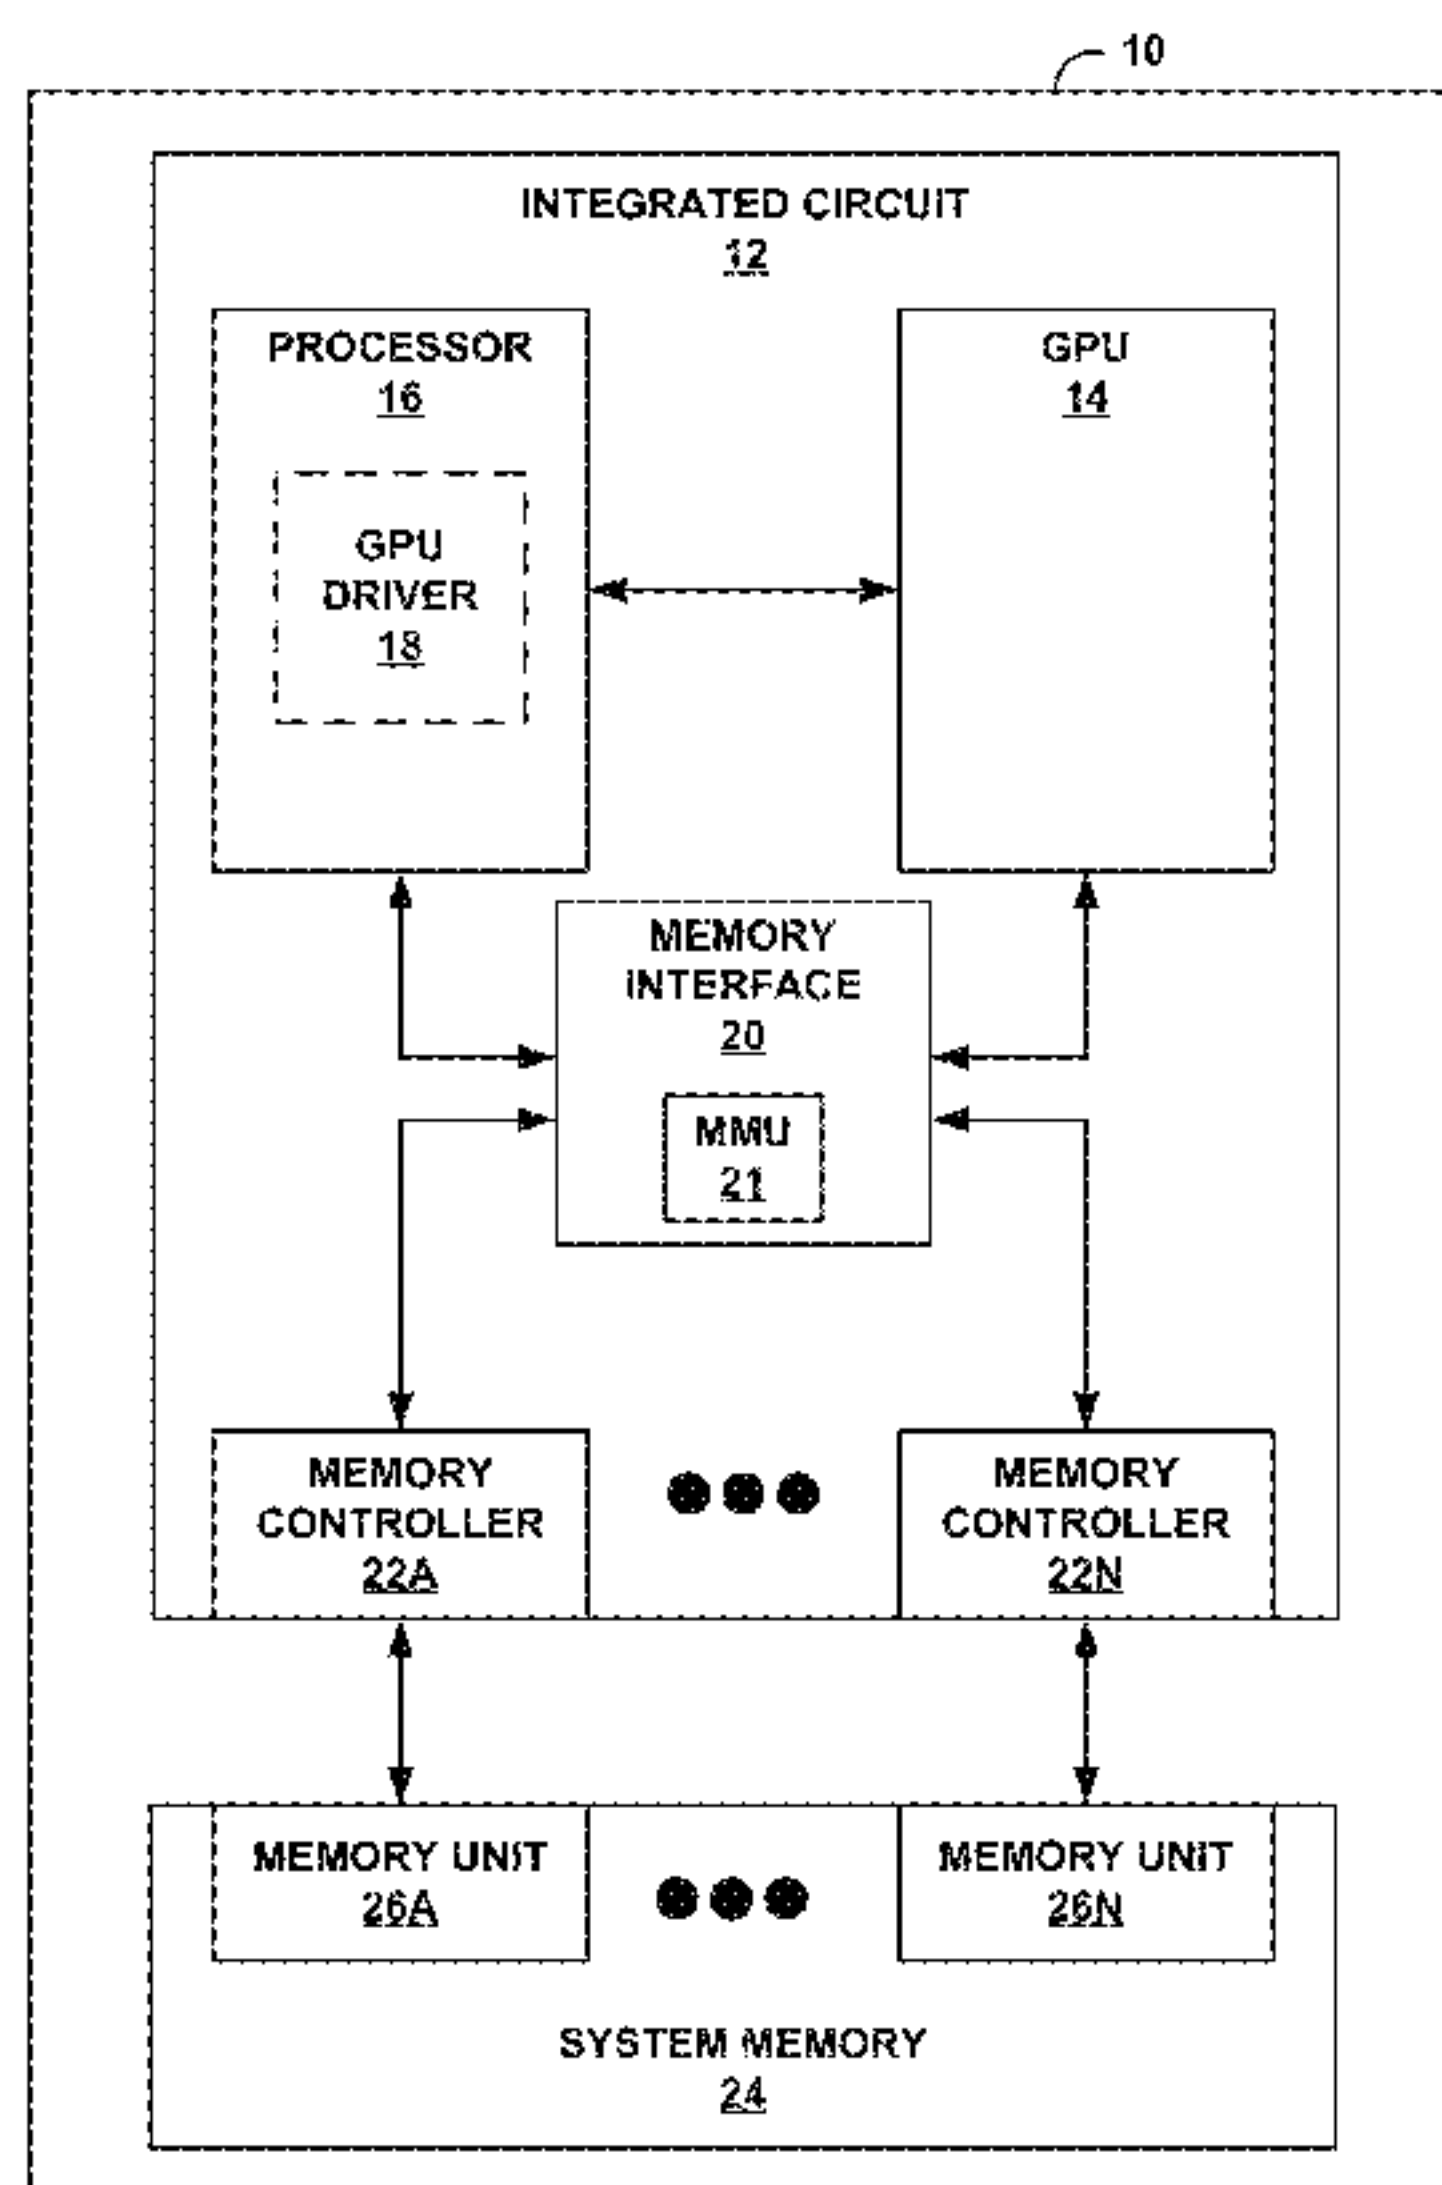 10
INTEGRATED CIRCUIT
12
PROCESSOR
16
GPU
DRIVER
18
GPU
14
MEMORY
INTERFACE
20
MMU
21
MEMORY
CONTROLLER
22A
MEMORY
CONTROLLER
22N
MEMORY UNIT
26A
MEMORY UNIT
26N
SYSTEM MEMORY
24